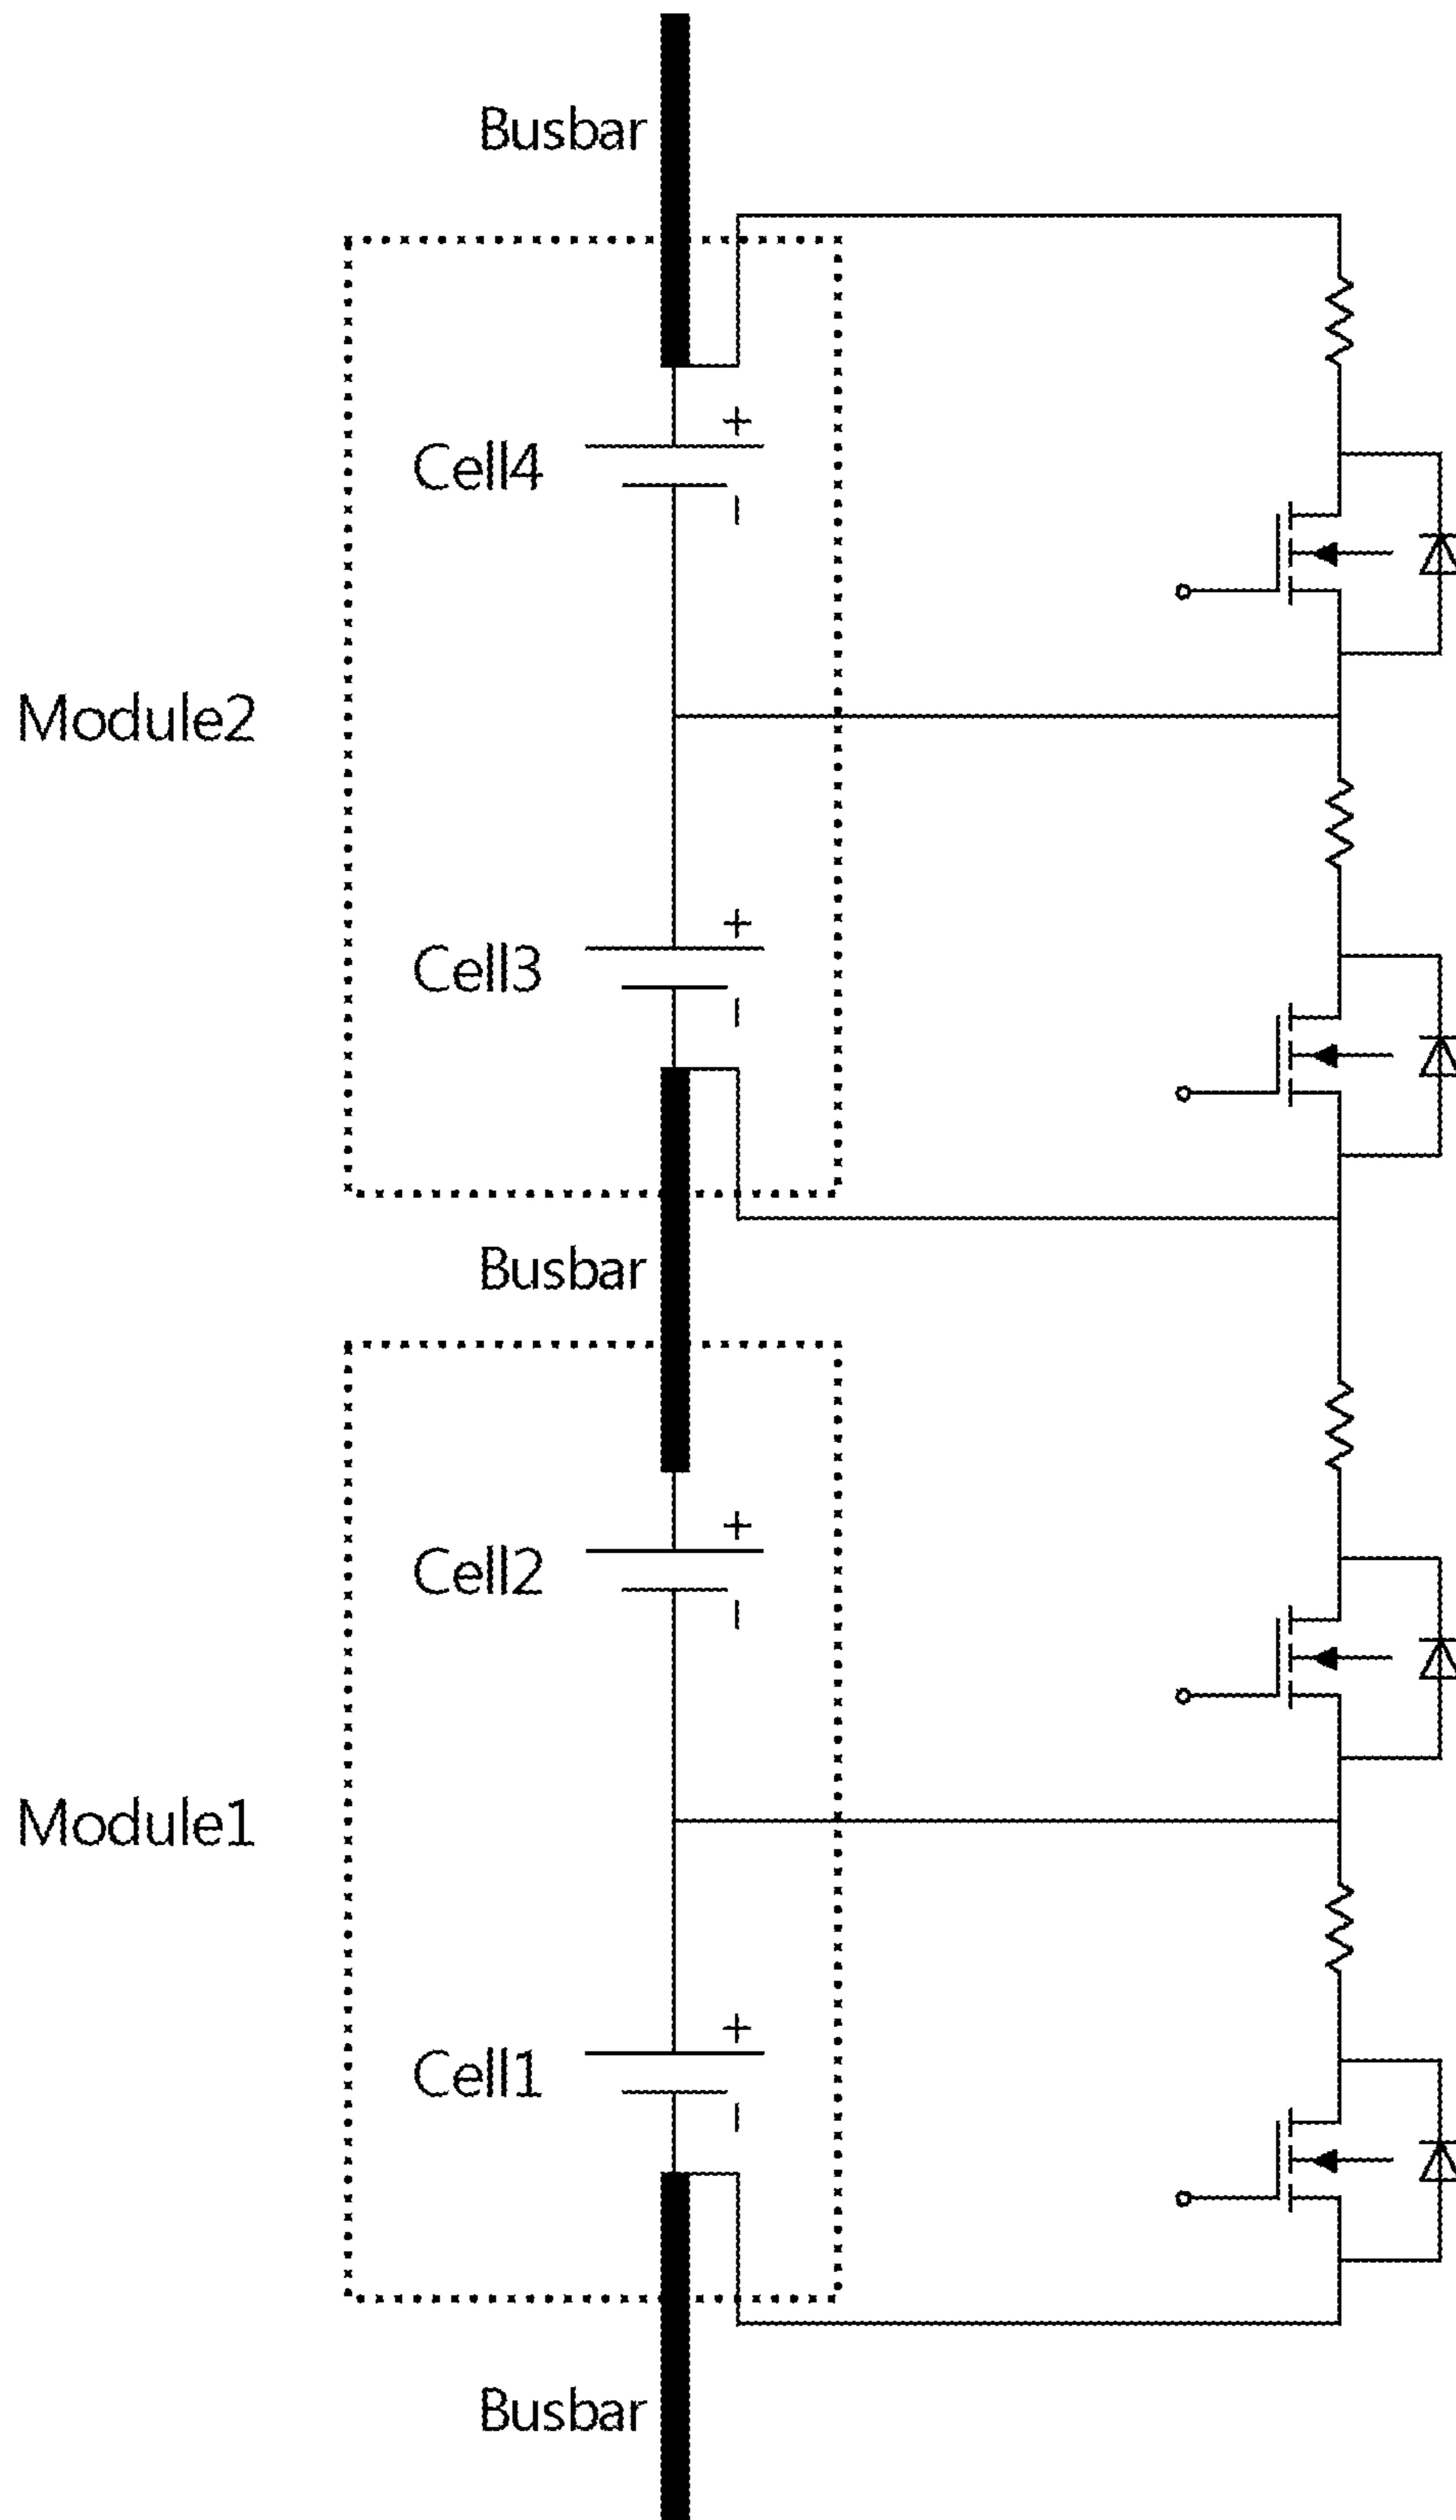 Busbar
+
Cell4
Module2
+
Cell3
Busbar
+
Cell2
Module1
+
Cell1
Busbar